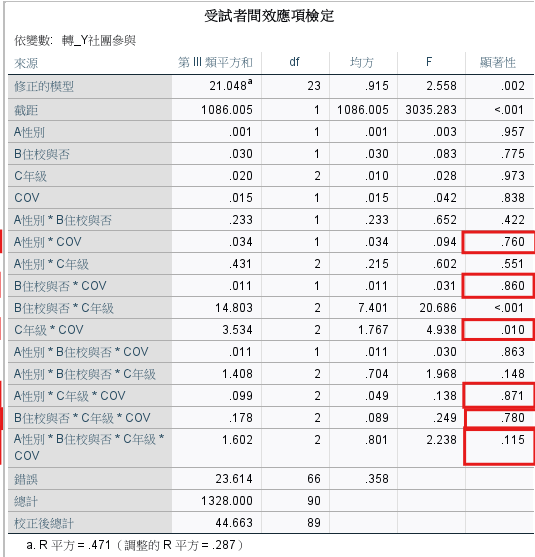 受試者間效應項檢定
依變數: 轉_Y社團參與
來源 第 III 類平方和 df 均方 F 顯著性
修正的模型 21.048a 23 .915 2.558 .002
截距 1086.005 1 1086.005 3035.283 <.001
A性別 .001 1 .001 .003 .957
B住校與否 .030 1 .030 .083 .775
C年級 .020 2 .010 .028 .973
COV .015 1 .015 .042 .838
A性別 * B住校與否 .233 1 .233 .652 .422
A性別 * COV .034 1 .034 .094 .760
A性別 * C年級 .431 2 .215 .602 .551
B住校與否 * COV .011 1 .011 .031 .860
B住校與否 * C年級 14.803 2 7.401 20.686 <.001
C年級 * COV 3.534 2 1.767 4.938 .010
A性別 * B住校與否 * COV .011 1 .011 .030 .863
A性別 * B住校與否 * C年級 1.408 2 .704 1.968 .148
A性別 * C年級 * COV .099 2 .049 .138 .871
B住校與否 * C年級 * COV .178 2 .089 .249 .780
A性別 * B住校與否 * C年級 * 1.602 2 .801 2.238 .115
COV
錯誤 23.614 66 .358
總計 1328.000 90
校正後總計 44.663 89
a. R 平方 = .471（調整的 R 平方 = .287）